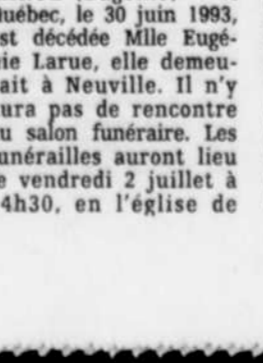 Québec, le 30 juin 1993,
st décédée Mlle Eugé-
ie Larue, elle demeu-
ait à Neuville. Il n'y
ura pas de rencontre
u salon funéraire. Les
unérailles auront lieu
e vendredi 2 juillet à
4h30, en l'église de